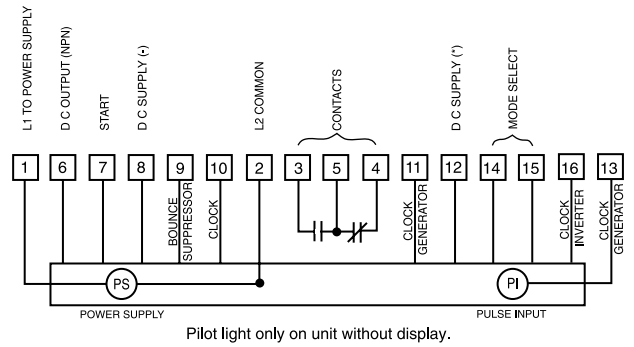 L1 TO POWER SUPPLY
D C OUTPUT (NPN)
START
D C SUPPLY (-)
L2 COMMON
CONTACTS
D C SUPPLY (+)
MODE SELECT
1 6 7 8 9 10 2 3 5 4 11 12 14 15 16 13
BOUNCE
SUPPRESSOR
CLOCK
CLOCK
GENERATOR
CLOCK
INVERTER
CLOCK
GENERATOR
PS
PI
POWER SUPPLY
PULSE INPUT
Pilot light only on unit without display.